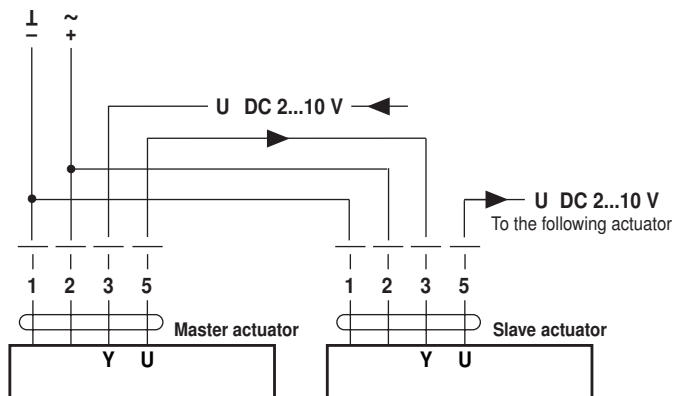 ⊥ ~
– +
U DC 2...10 V
U DC 2...10 V
To the following actuator
1 2 3 5
1 2 3 5
Master actuator
Slave actuator
Y U
Y U